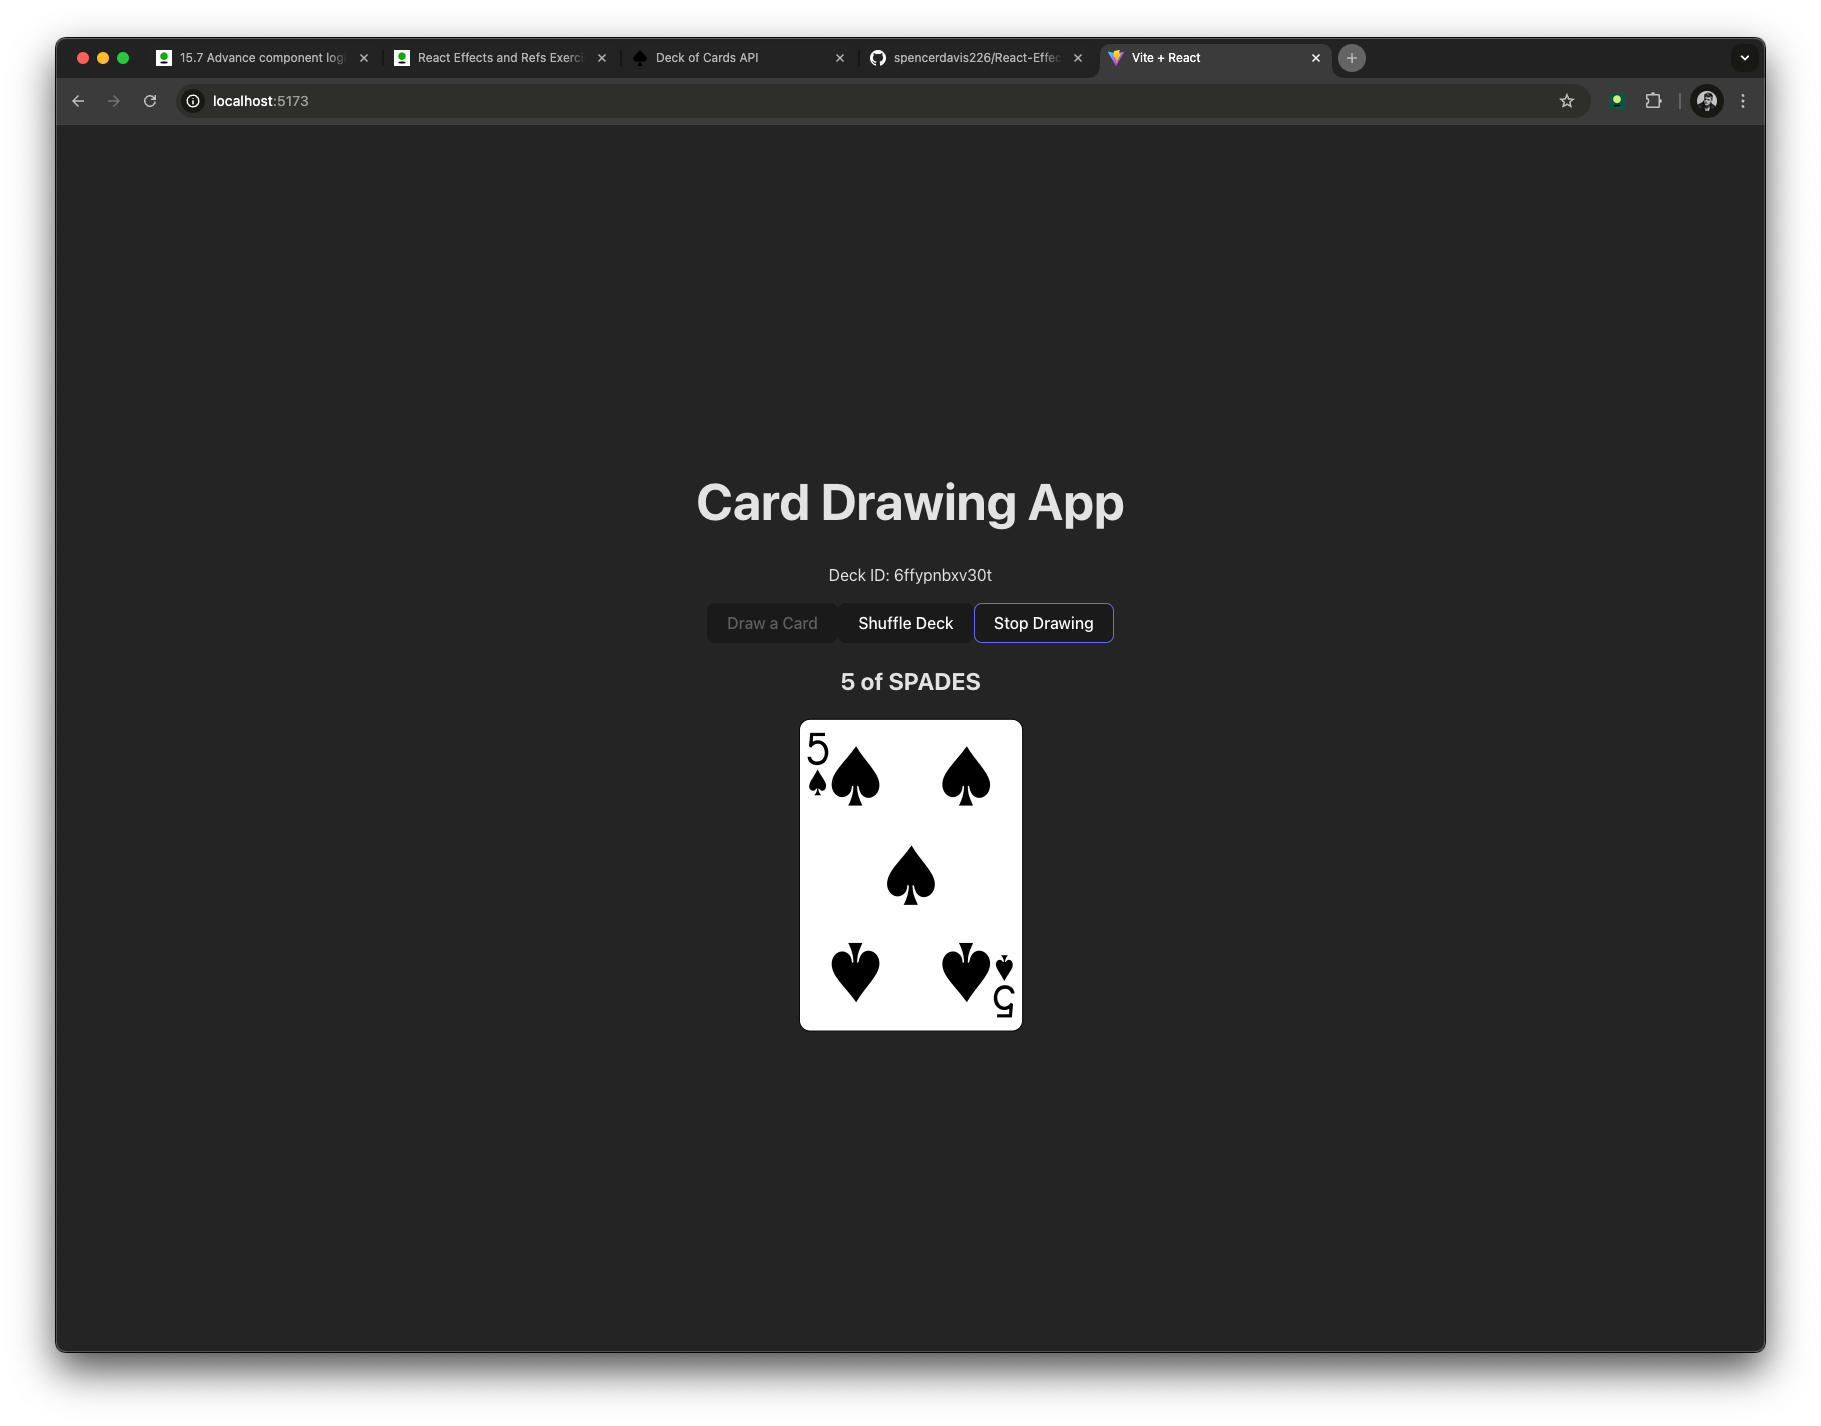 15.7 Advance component log
React Effects and Refs Exerci
Deck of Cards API
spencerdavis226/React-Effec
Vite + React
localhost:5173
Card Drawing App
Deck ID: 6ffypnbxv30t
Draw a Card
Shuffle Deck
Stop Drawing
5 of SPADES
5
5